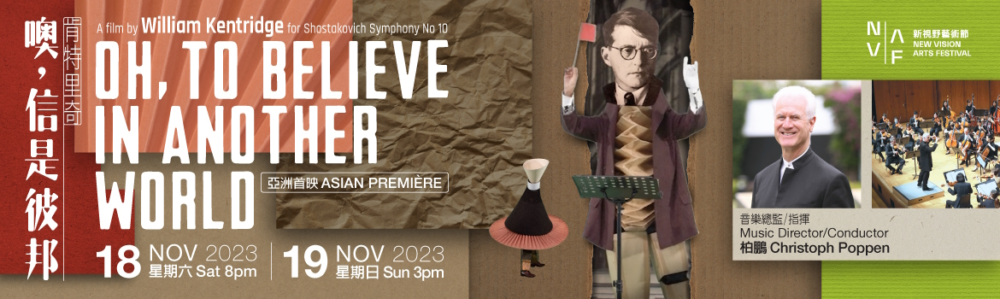 肯特里奇
噢，信是彼邦
A film by William Kentridge for Shostakovich Symphony No 10
OH, TO BELIEVE
IN ANOTHER
WORLD
亞洲首映 ASIAN PREMIÈRE
18 NOV 2023
星期六 Sat 8pm
19 NOV 2023
星期日 Sun 3pm
NV AF
新視野藝術節
NEW VISION
ARTS FESTIVAL
音樂總監/指揮
Music Director/Conductor
柏鵬 Christoph Poppen